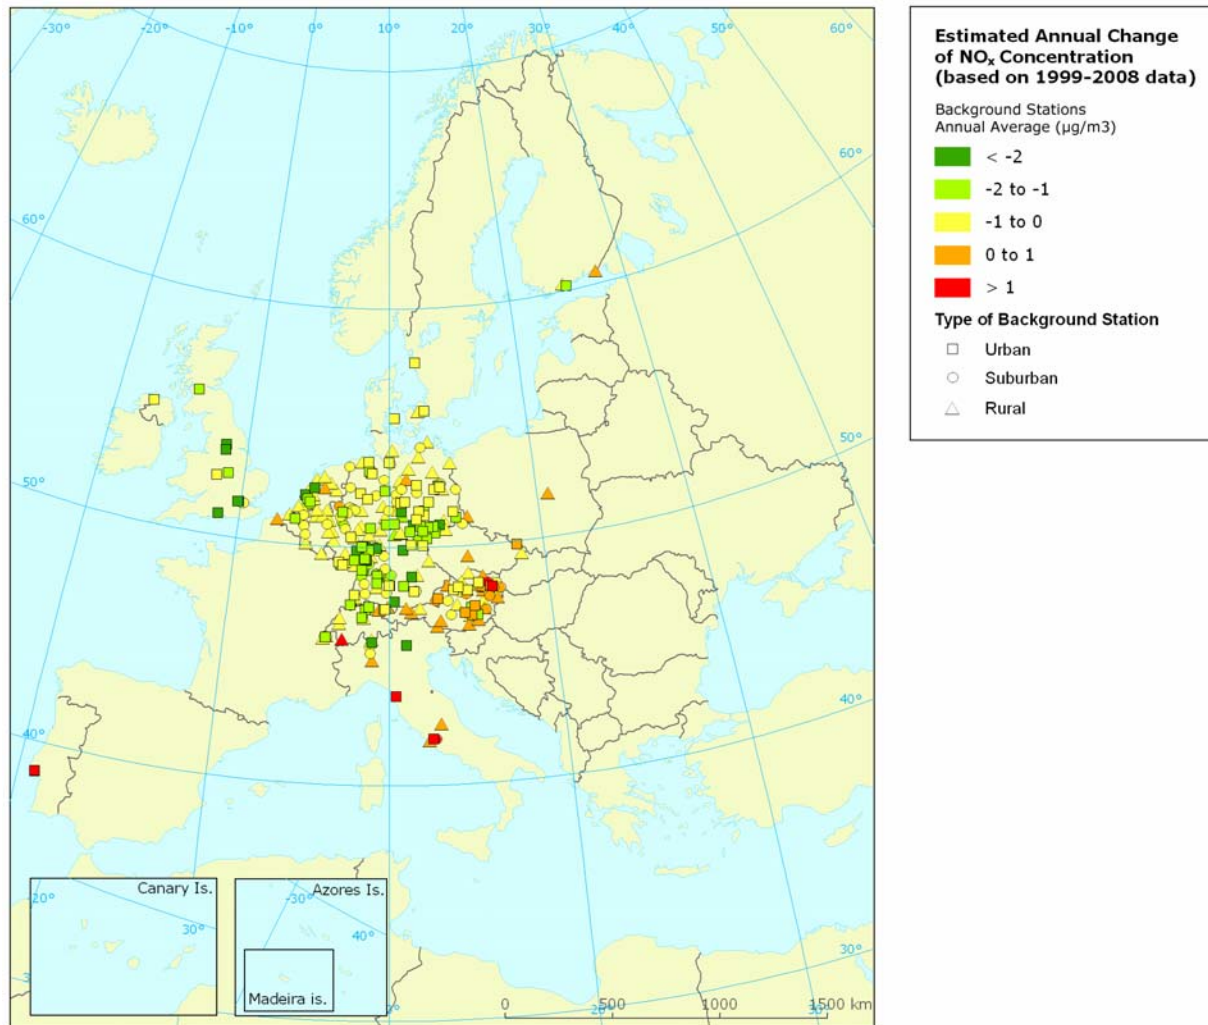 -30° -20° -10° 0° 10° 20° 30° 40° 50° 60°
60° 60°
50° 50°
40° 40°
Canary Is. Azores Is.
-20° -30°
30° 40° 30°
Madeira is. 0 500 1000 1500 km
Estimated Annual Change
of NOx Concentration
(based on 1999-2008 data)
Background Stations
Annual Average (µg/m3)
< -2
-2 to -1
-1 to 0
0 to 1
> 1
Type of Background Station
Urban
Suburban
Rural